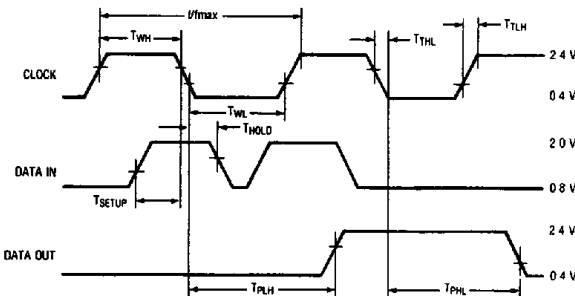 f/fmax
TWH
TTHL
TTLH
CLOCK
2.4 V
0.4 V
TWL
THOLD
DATA IN
2.0 V
0.8 V
TSETUP
DATA OUT
2.4 V
0.4 V
TPLH
TPHL